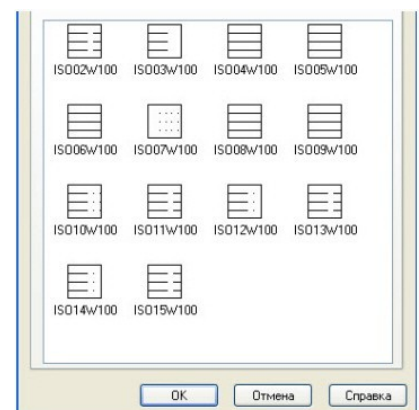 ISO02W100 ISO03W100 ISO04W100 ISO05W100
ISO06W100 ISO07W100 ISO08W100 ISO09W100
ISO10W100 ISO11W100 ISO12W100 ISO13W100
ISO14W100 ISO15W100
OK Отмена Справка